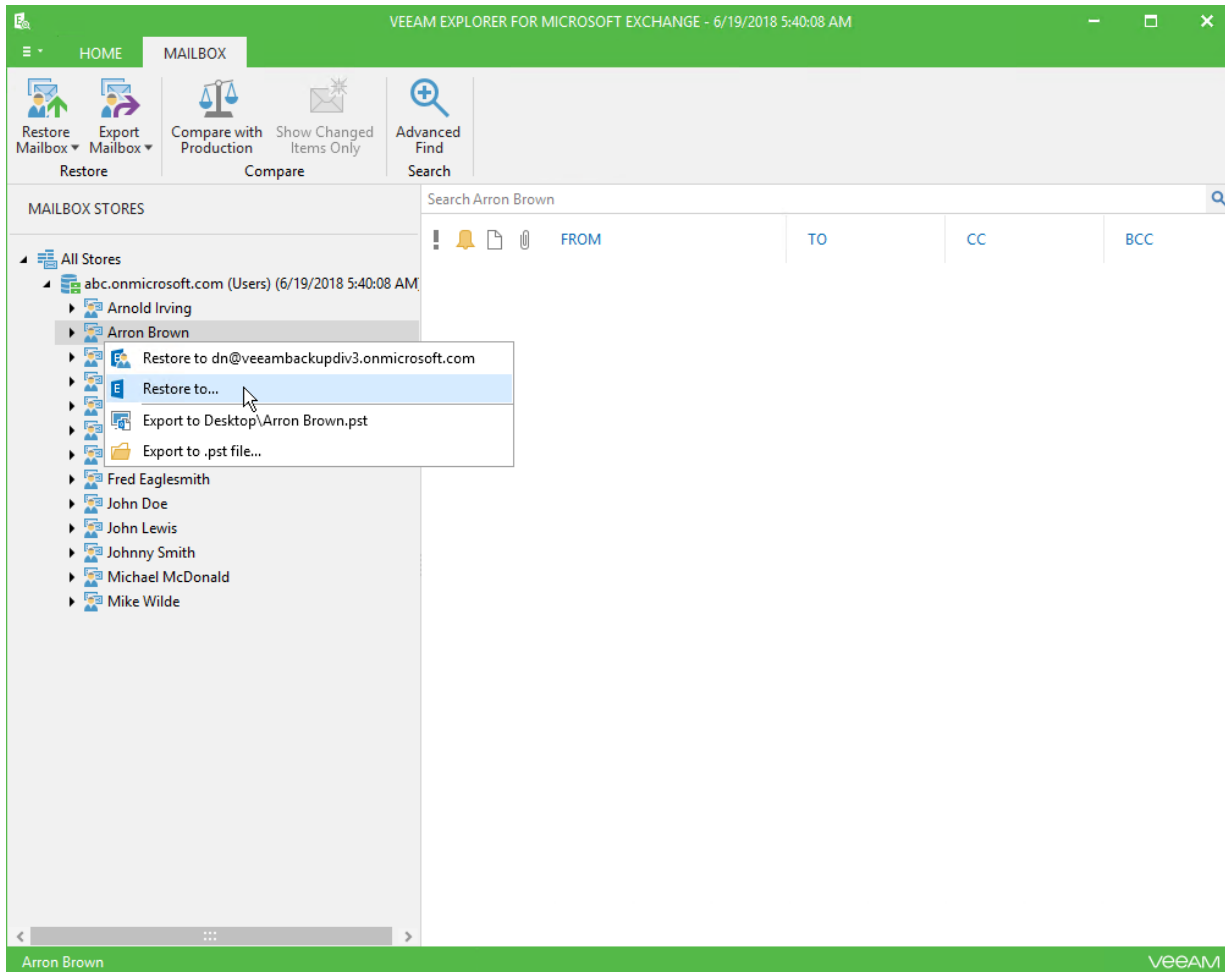 VEEAM EXPLORER FOR MICROSOFT EXCHANGE - 6/19/2018 5:40:08 AM
HOME
MAILBOX
Restore
Mailbox
Export
Mailbox
Compare with
Production
Show Changed
Items Only
Advanced
Find
Restore
Compare
Search
MAILBOX STORES
Search Arron Brown
FROM
TO
CC
BCC
All Stores
abc.onmicrosoft.com (Users) (6/19/2018 5:40:08 AM)
Arnold Irving
Arron Brown
Restore to dn@veeambackupdiv3.onmicrosoft.com
Restore to...
Export to Desktop\Arron Brown.pst
Export to .pst file...
Fred Eaglesmith
John Doe
John Lewis
Johnny Smith
Michael McDonald
Mike Wilde
Arron Brown
veeAM